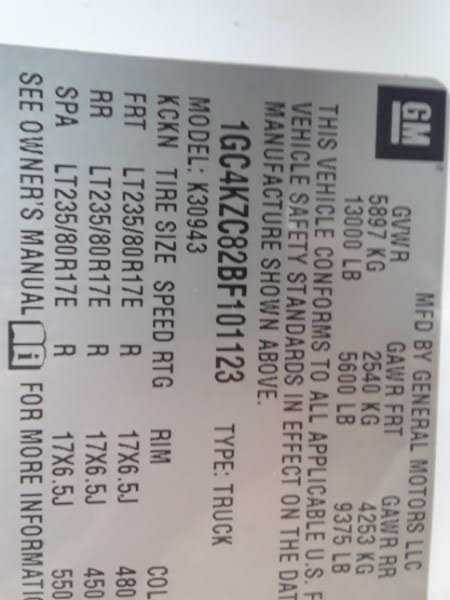 GM
MFD BY GENERAL MOTORS LLC
GVWR GAWR FRT GAWR RR
5897 KG 2540 KG 4253 KG
13000 LB 5600 LB 9375 LB
THIS VEHICLE CONFORMS TO ALL APPLICABLE U.S. F
VEHICLE SAFETY STANDARDS IN EFFECT ON THE DAT
MANUFACTURE SHOWN ABOVE.
1GC4KZC82BF101123 TYPE: TRUCK
MODEL: K30943
KCKN TIRE SIZE SPEED RTG RIM COL
FRT LT235/80R17E R 17X6.5J 480
RR LT235/80R17E R 17X6.5J 450
SPA LT235/80R17E R 17X6.5J 550
SEE OWNER'S MANUAL FOR MORE INFORMATIO